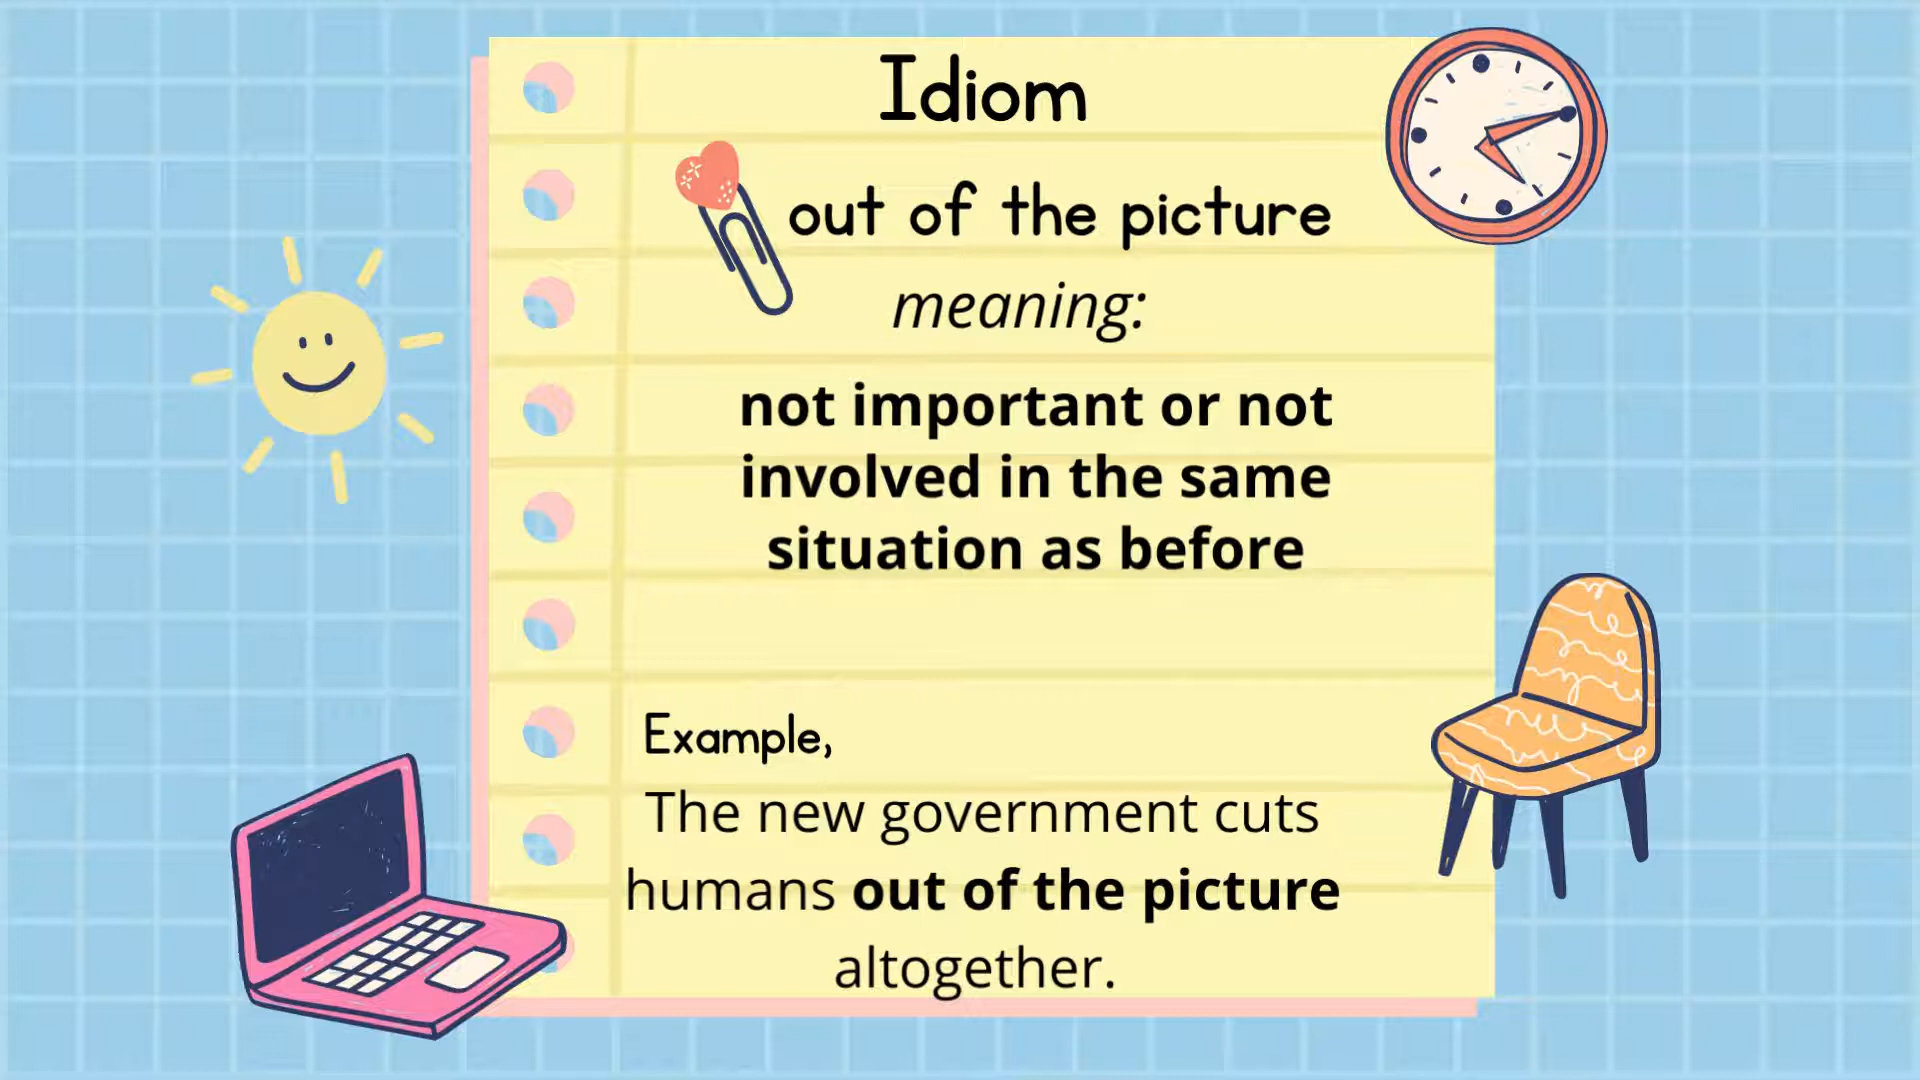 Idiom
out of the picture
meaning:
not important or not
involved in the same
situation as before
Example,
The new government cuts
humans out of the picture
altogether.